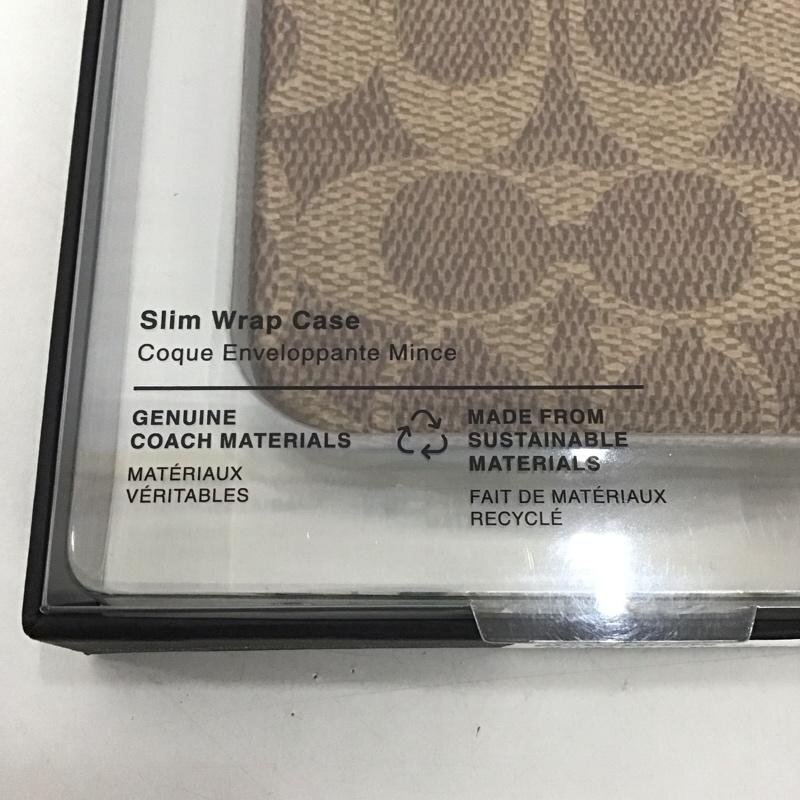 Slim Wrap Case
Coque Enveloppante Mince
GENUINE
COACH MATERIALS
MATÉRIAUX
VÉRITABLES
MADE FROM
SUSTAINABLE
MATERIALS
FAIT DE MATÉRIAUX
RECYCLÉ